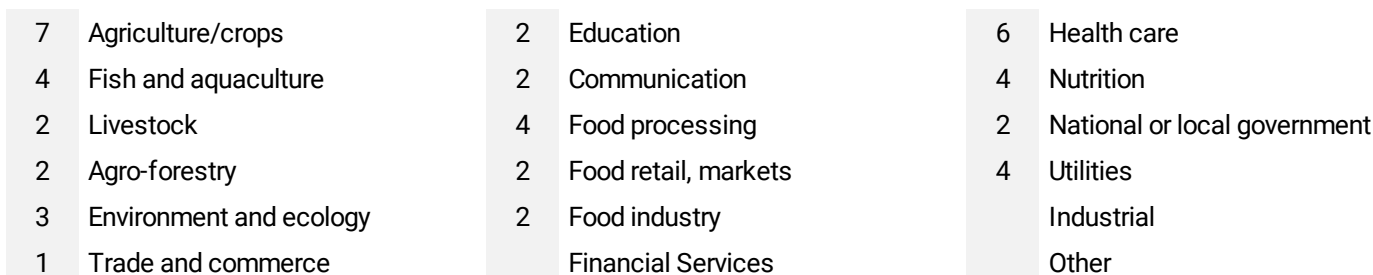 7 Agriculture/crops 2 Education 6 Health care
4 Fish and aquaculture 2 Communication 4 Nutrition
2 Livestock 4 Food processing 2 National or local government
2 Agro-forestry 2 Food retail, markets 4 Utilities
3 Environment and ecology 2 Food industry Industrial
1 Trade and commerce Financial Services Other